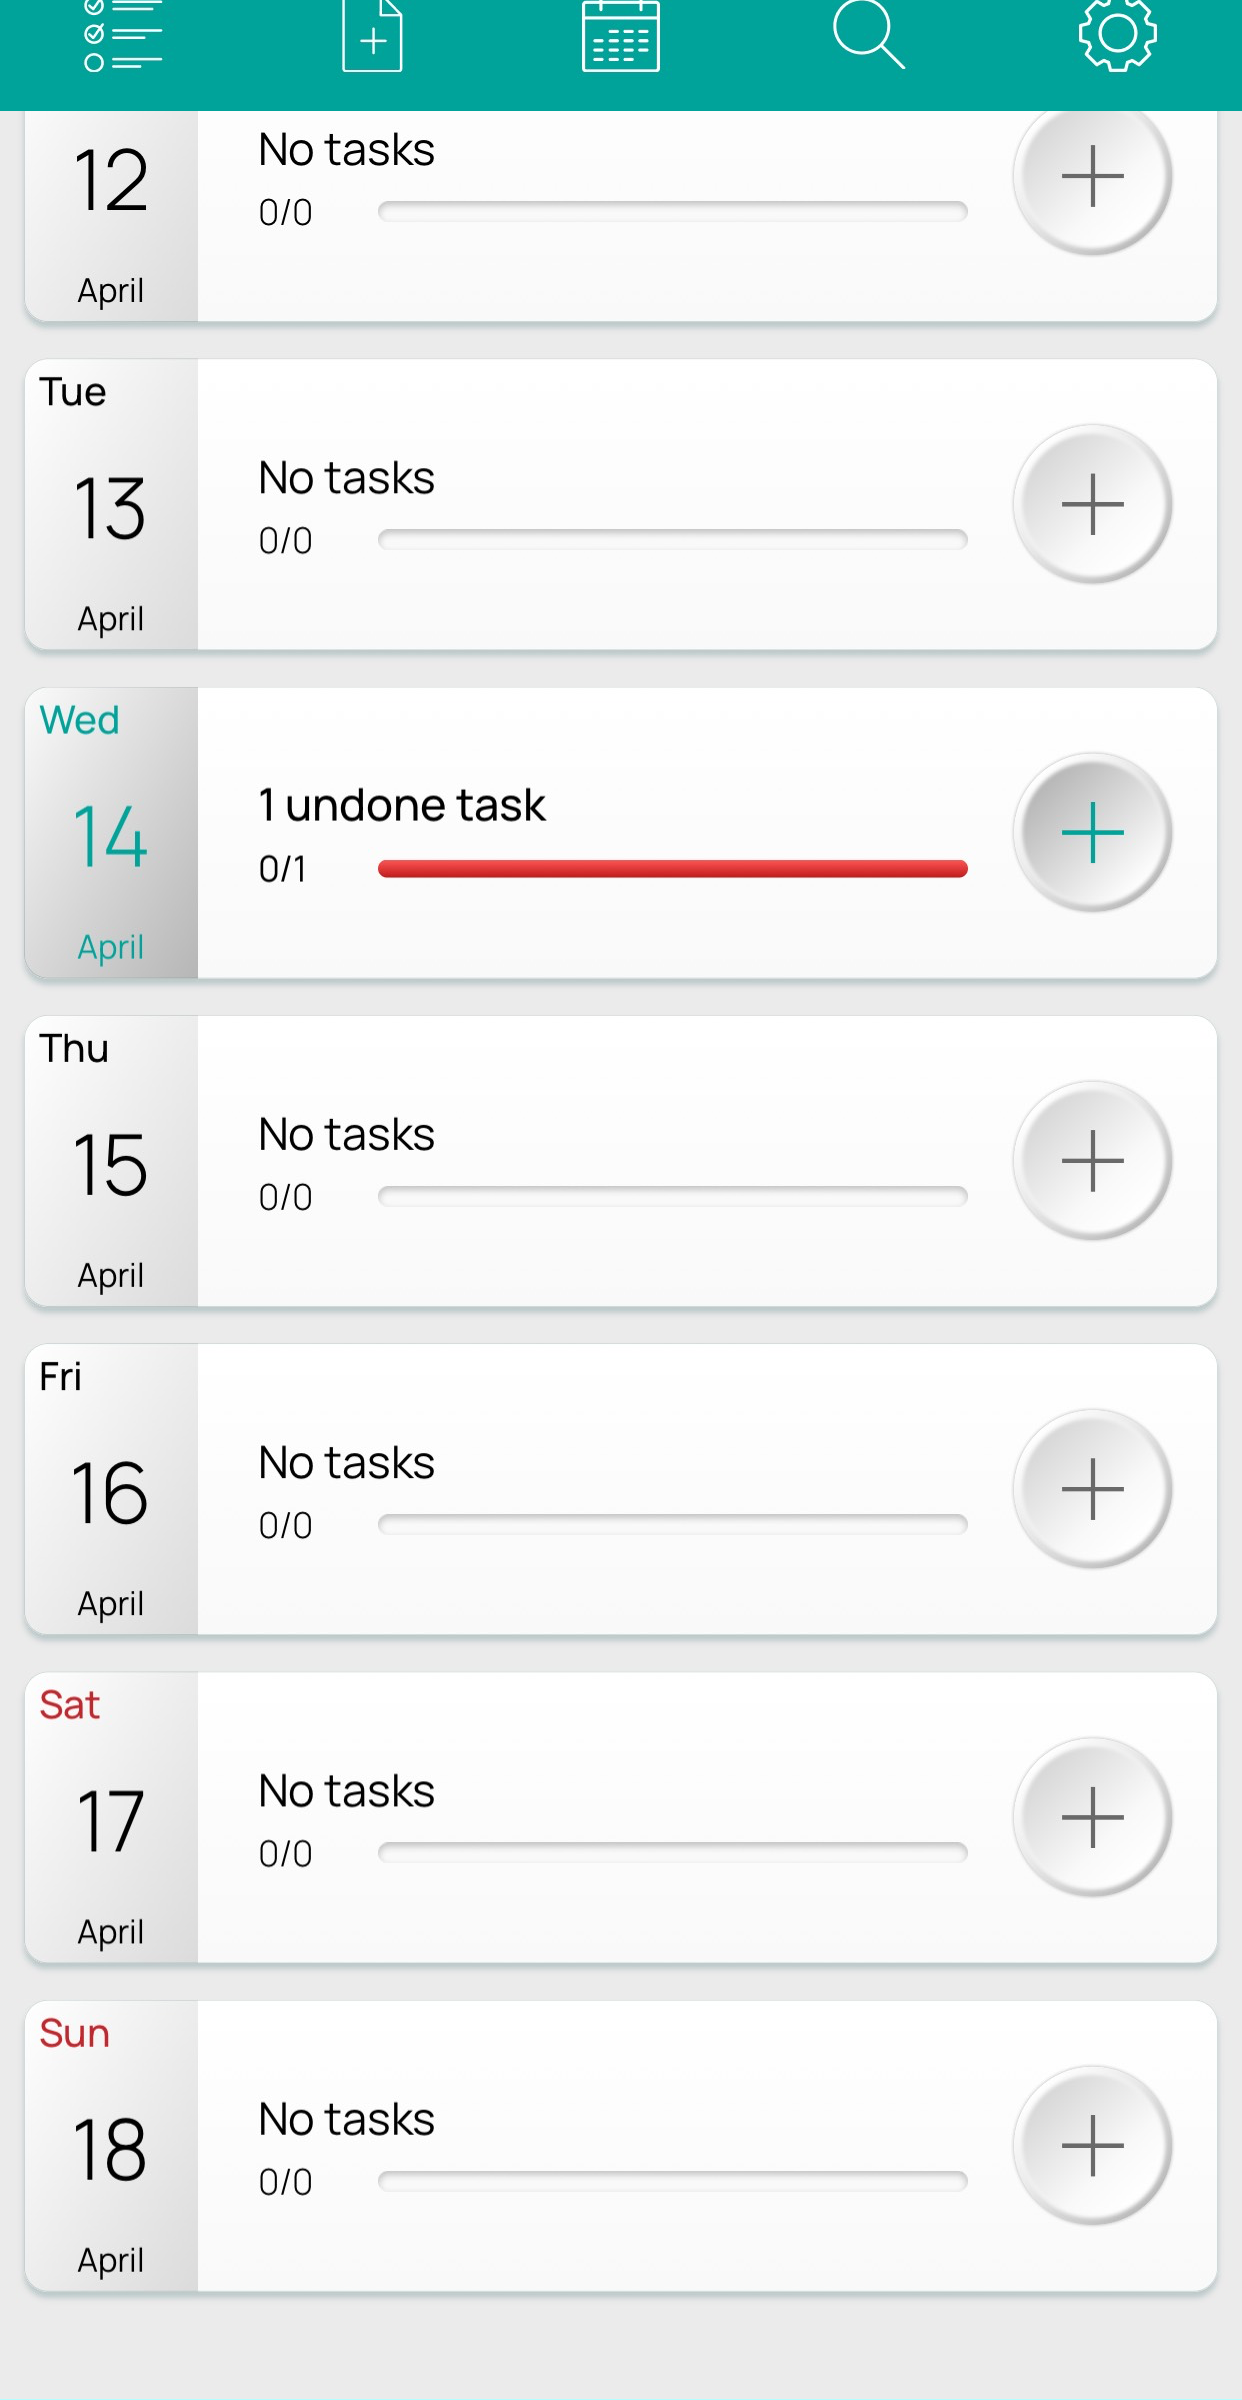 No tasks
12
0/0
April
Tue
No tasks
13
0/0
April
Wed
1 undone task
14
0/1
April
Thu
No tasks
15
0/0
April
Fri
No tasks
16
0/0
April
Sat
No tasks
17
0/0
April
Sun
No tasks
18
0/0
April